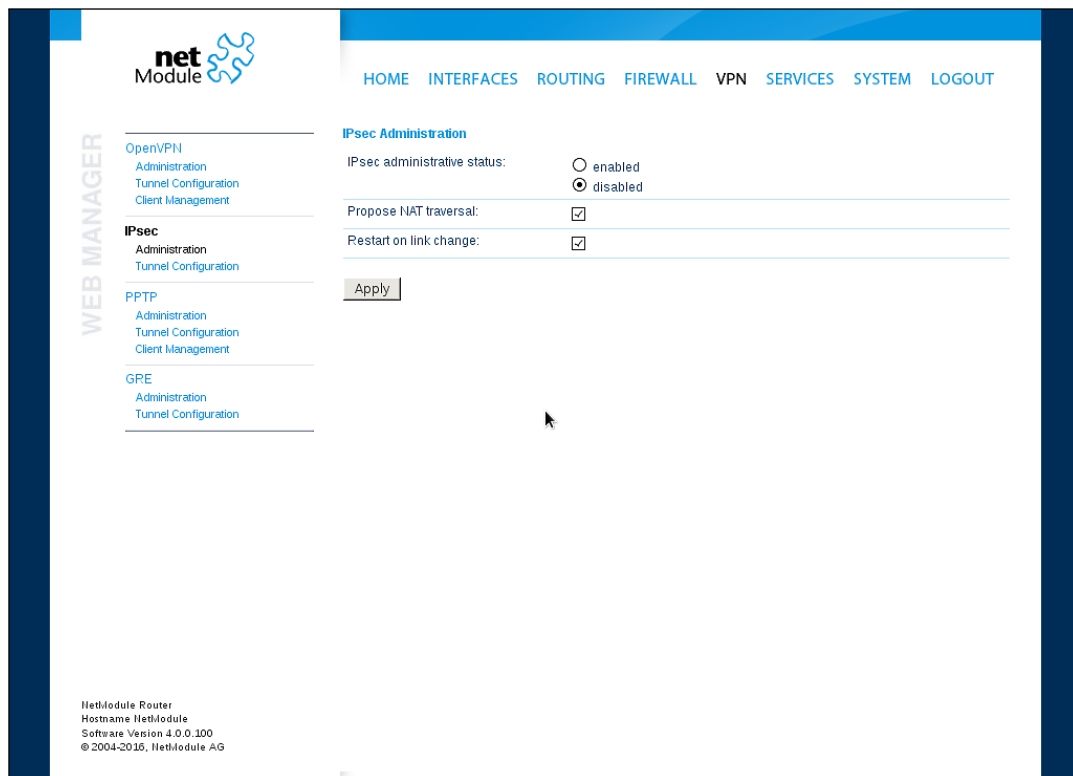 net
Module
HOME INTERFACES ROUTING FIREWALL VPN SERVICES SYSTEM LOGOUT
WEB MANAGER
OpenVPN
Administration
Tunnel Configuration
Client Management
IPsec
Administration
Tunnel Configuration
PPTP
Administration
Tunnel Configuration
Client Management
GRE
Administration
Tunnel Configuration
IPsec Administration
IPsec administrative status:
enabled
disabled
Propose NAT traversal:
Restart on link change:
Apply
NetModule Router
Hostname NetModule
Software Version 4.0.0.100
© 2004-2016, NetModule AG